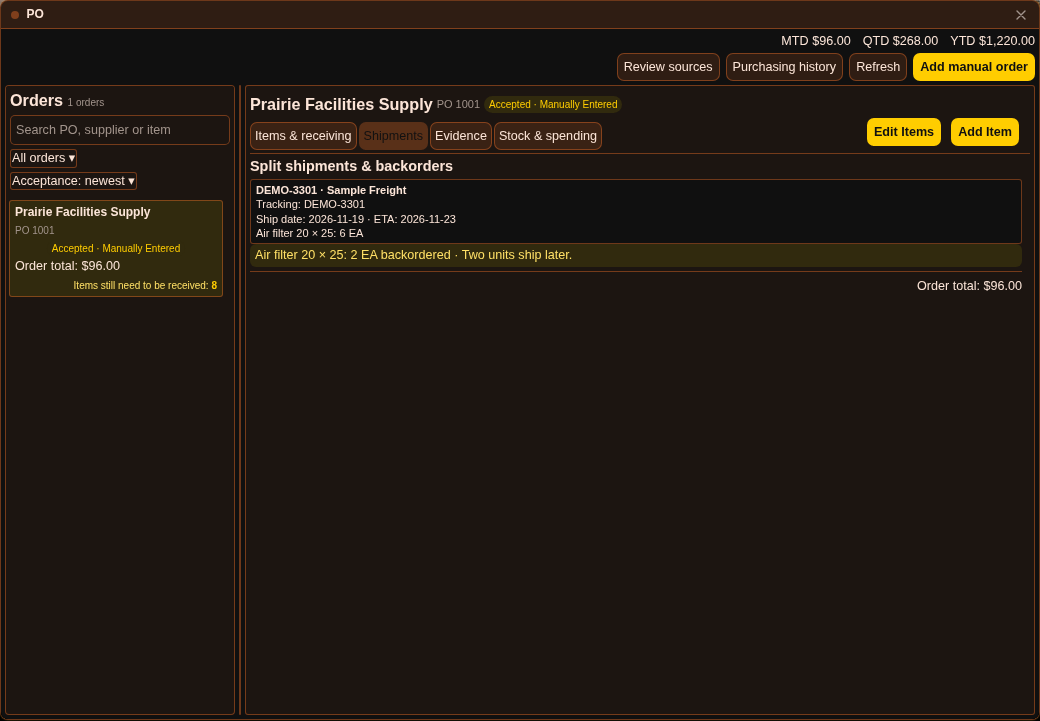 PO
MTD $96.00 QTD $268.00 YTD $1,220.00
Review sources Purchasing history Refresh Add manual order
Orders 1 orders
Search PO, supplier or item
All orders ▾
Acceptance: newest ▾
Prairie Facilities Supply
PO 1001
Accepted · Manually Entered
Order total: $96.00
Items still need to be received: 8
Prairie Facilities Supply PO 1001 Accepted · Manually Entered
Items & receiving Shipments Evidence Stock & spending Edit Items Add Item
Split shipments & backorders
DEMO-3301 · Sample Freight
Tracking: DEMO-3301
Ship date: 2026-11-19 · ETA: 2026-11-23
Air filter 20 × 25: 6 EA
Air filter 20 × 25: 2 EA backordered · Two units ship later.
Order total: $96.00